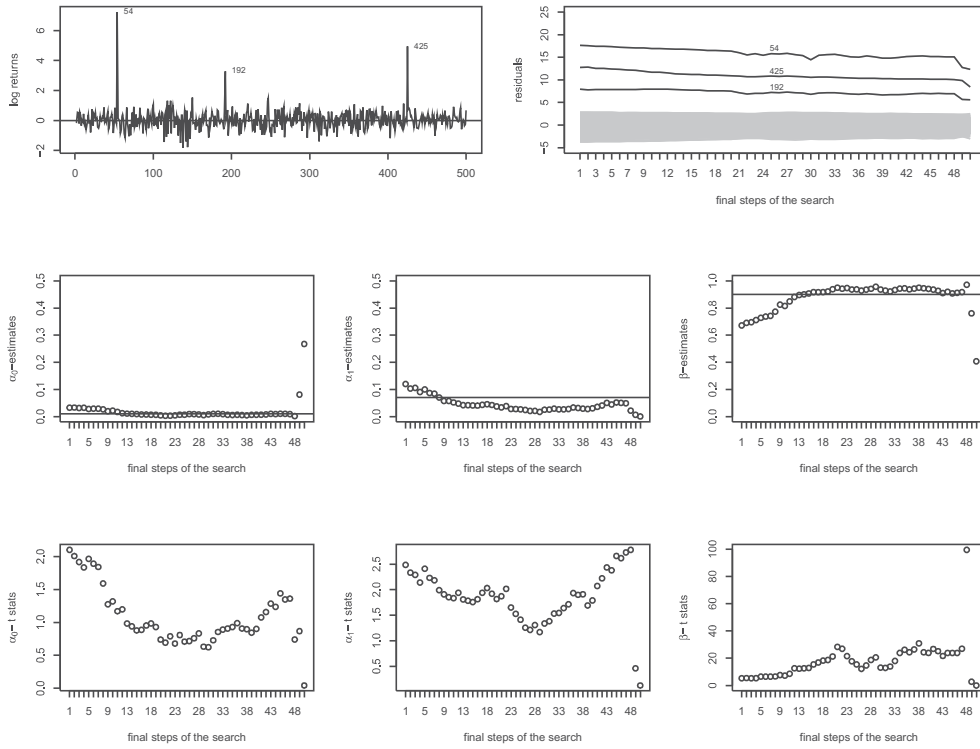 log returns
−2 0 2 4 6
54
192
425
0 100 200 300 400 500
residuals
−5 0 5 10 15 20 25
54
425
192
1 3 5 7 9 12 15 18 21 24 27 30 33 36 39 42 45 48
final steps of the search
α0−estimates
0.0 0.1 0.2 0.3 0.4 0.5
1 5 8 13 18 23 28 33 38 43 48
final steps of the search
α1−estimates
0.0 0.1 0.2 0.3 0.4 0.5
1 5 8 13 18 23 28 33 38 43 48
final steps of the search
β−estimates
0.0 0.2 0.4 0.6 0.8 1.0
1 5 8 13 18 23 28 33 38 43 48
final steps of the search
α0− t stats
0.0 0.5 1.0 1.5 2.0
1 5 8 13 18 23 28 33 38 43 48
final steps of the search
α1− t stats
0.5 1.0 1.5 2.0 2.5
1 5 8 13 18 23 28 33 38 43 48
final steps of the search
β− t stats
0 20 40 60 80 100
1 5 8 13 18 23 28 33 38 43 48
final steps of the search